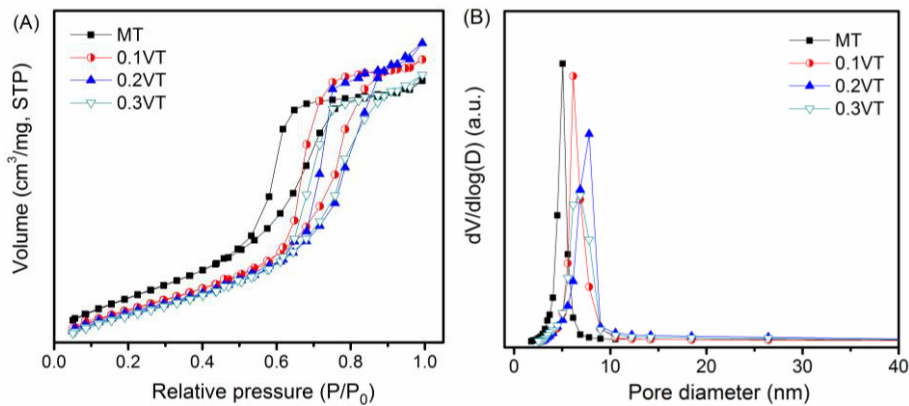 (A)
MT
0.1VT
0.2VT
0.3VT
Volume (cm³/mg, STP)
0.0 0.2 0.4 0.6 0.8 1.0
Relative pressure (P/P₀)
(B)
MT
0.1VT
0.2VT
0.3VT
dV/dlog(D) (a.u.)
0 10 20 30 40
Pore diameter (nm)